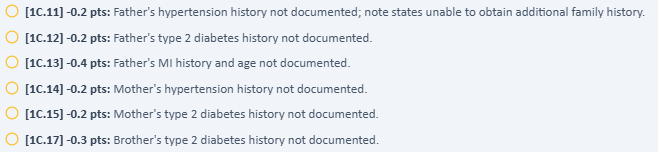 [1C.11] -0.2 pts: Father's hypertension history not documented; note states unable to obtain additional family history.
[1C.12] -0.2 pts: Father's type 2 diabetes history not documented.
[1C.13] -0.4 pts: Father's MI history and age not documented.
[1C.14] -0.2 pts: Mother's hypertension history not documented.
[1C.15] -0.2 pts: Mother's type 2 diabetes history not documented.
[1C.17] -0.3 pts: Brother's type 2 diabetes history not documented.